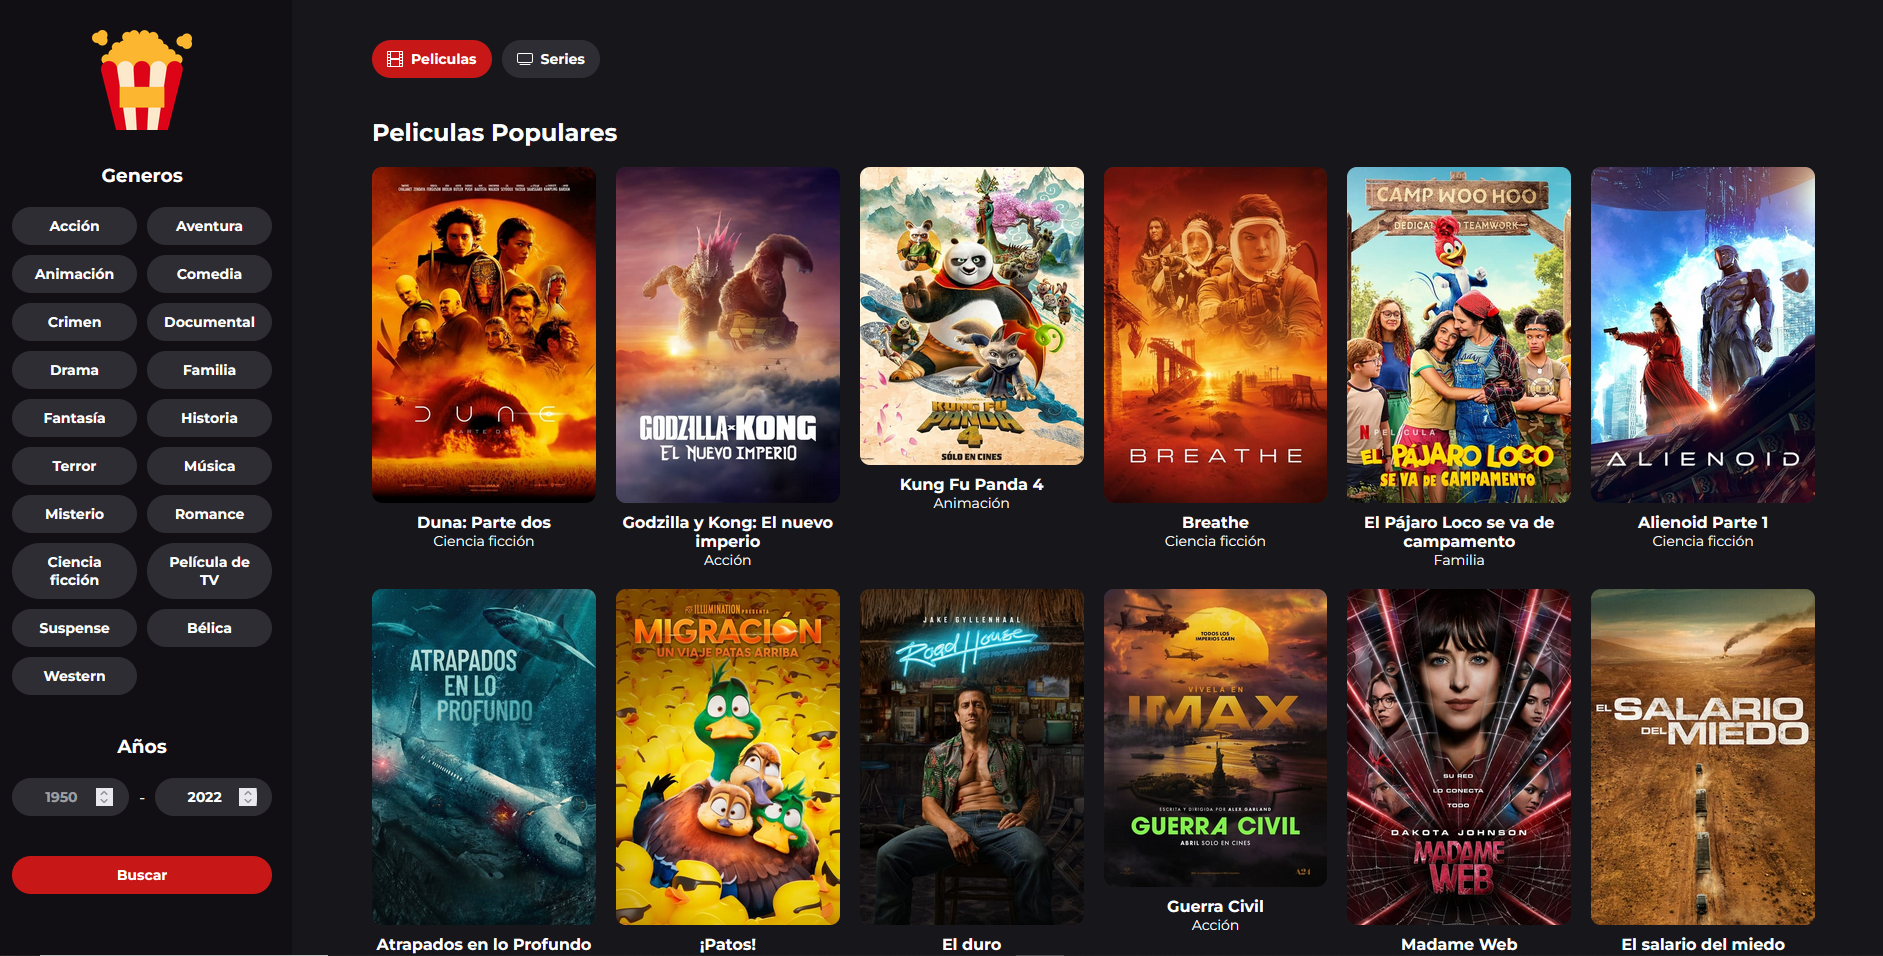 Generos
Acción
Aventura
Animación
Comedia
Crimen
Documental
Drama
Familia
Fantasía
Historia
Terror
Música
Misterio
Romance
Ciencia
ficción
Película de
TV
Suspense
Bélica
Western
Años
1950
-
2022
Buscar
Peliculas
Series
Peliculas Populares
DUNE
Duna: Parte dos
Ciencia ficción
GODZILLA×KONG
EL NUEVO IMPERIO
Godzilla y Kong: El nuevo
imperio
Acción
KUNG FU
PANDA
4
SÓLO EN CINES
Kung Fu Panda 4
Animación
BREATHE
Breathe
Ciencia ficción
CAMP WOO HOO
TEAMWORK
N PELÍCULA
EL PÁJARO LOCO
SE VA DE CAMPAMENTO
El Pájaro Loco se va de
campamento
Familia
ALIENOID
Alienoid Parte 1
Ciencia ficción
ATRAPADOS
EN LO
PROFUNDO
Atrapados en lo Profundo
ILLUMINATION PRESENTA
MIGRACIÓN
UN VIAJE PATAS ARRIBA
¡Patos!
JAKE GYLLENHAAL
Road House
El duro
TODOS LOS
IMPERIOS CAEN
VÍVELA EN
IMAX
ESCRITA Y DIRIGIDA POR ALEX GARLAND
GUERRA CIVIL
ABRIL SOLO EN CINES
A24
Guerra Civil
Acción
SU RED
LO CONECTA
TODO
DAKOTA JOHNSON
MADAME
WEB
Madame Web
EL SALARIO
DEL MIEDO
El salario del miedo